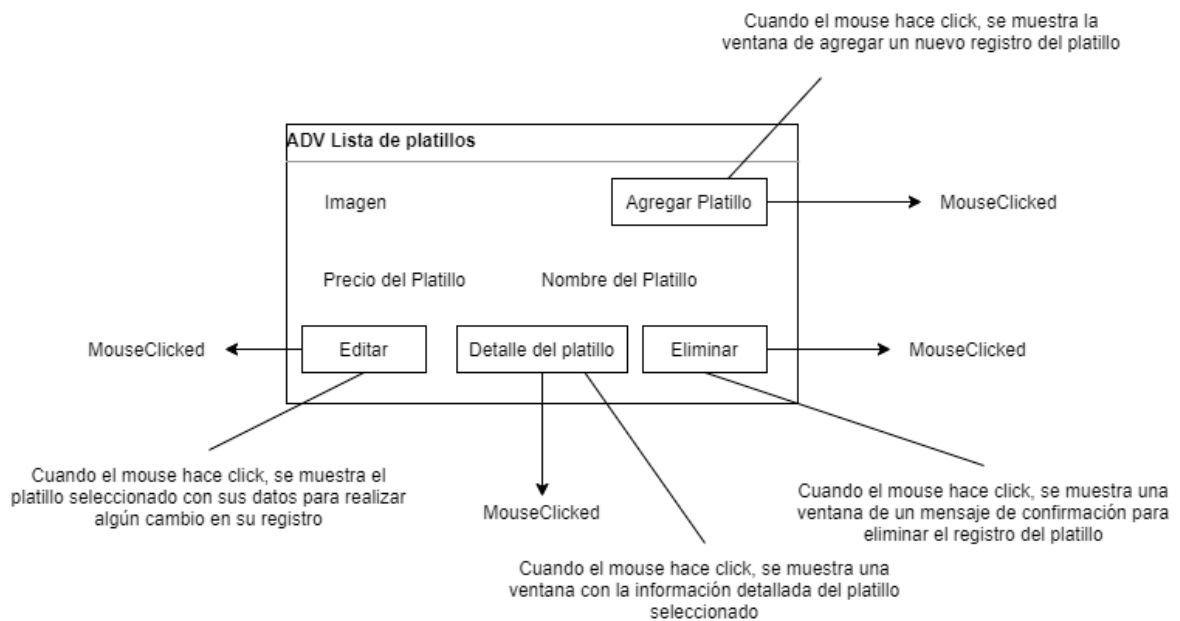 Cuando el mouse hace click, se muestra la
ventana de agregar un nuevo registro del platillo
ADV Lista de platillos
Imagen
Agregar Platillo
MouseClicked
Precio del Platillo
Nombre del Platillo
MouseClicked
Editar
Detalle del platillo
Eliminar
MouseClicked
Cuando el mouse hace click, se muestra el
platillo seleccionado con sus datos para realizar
algún cambio en su registro
MouseClicked
Cuando el mouse hace click, se muestra una
ventana de un mensaje de confirmación para
eliminar el registro del platillo
Cuando el mouse hace click, se muestra una
ventana con la información detallada del platillo
seleccionado